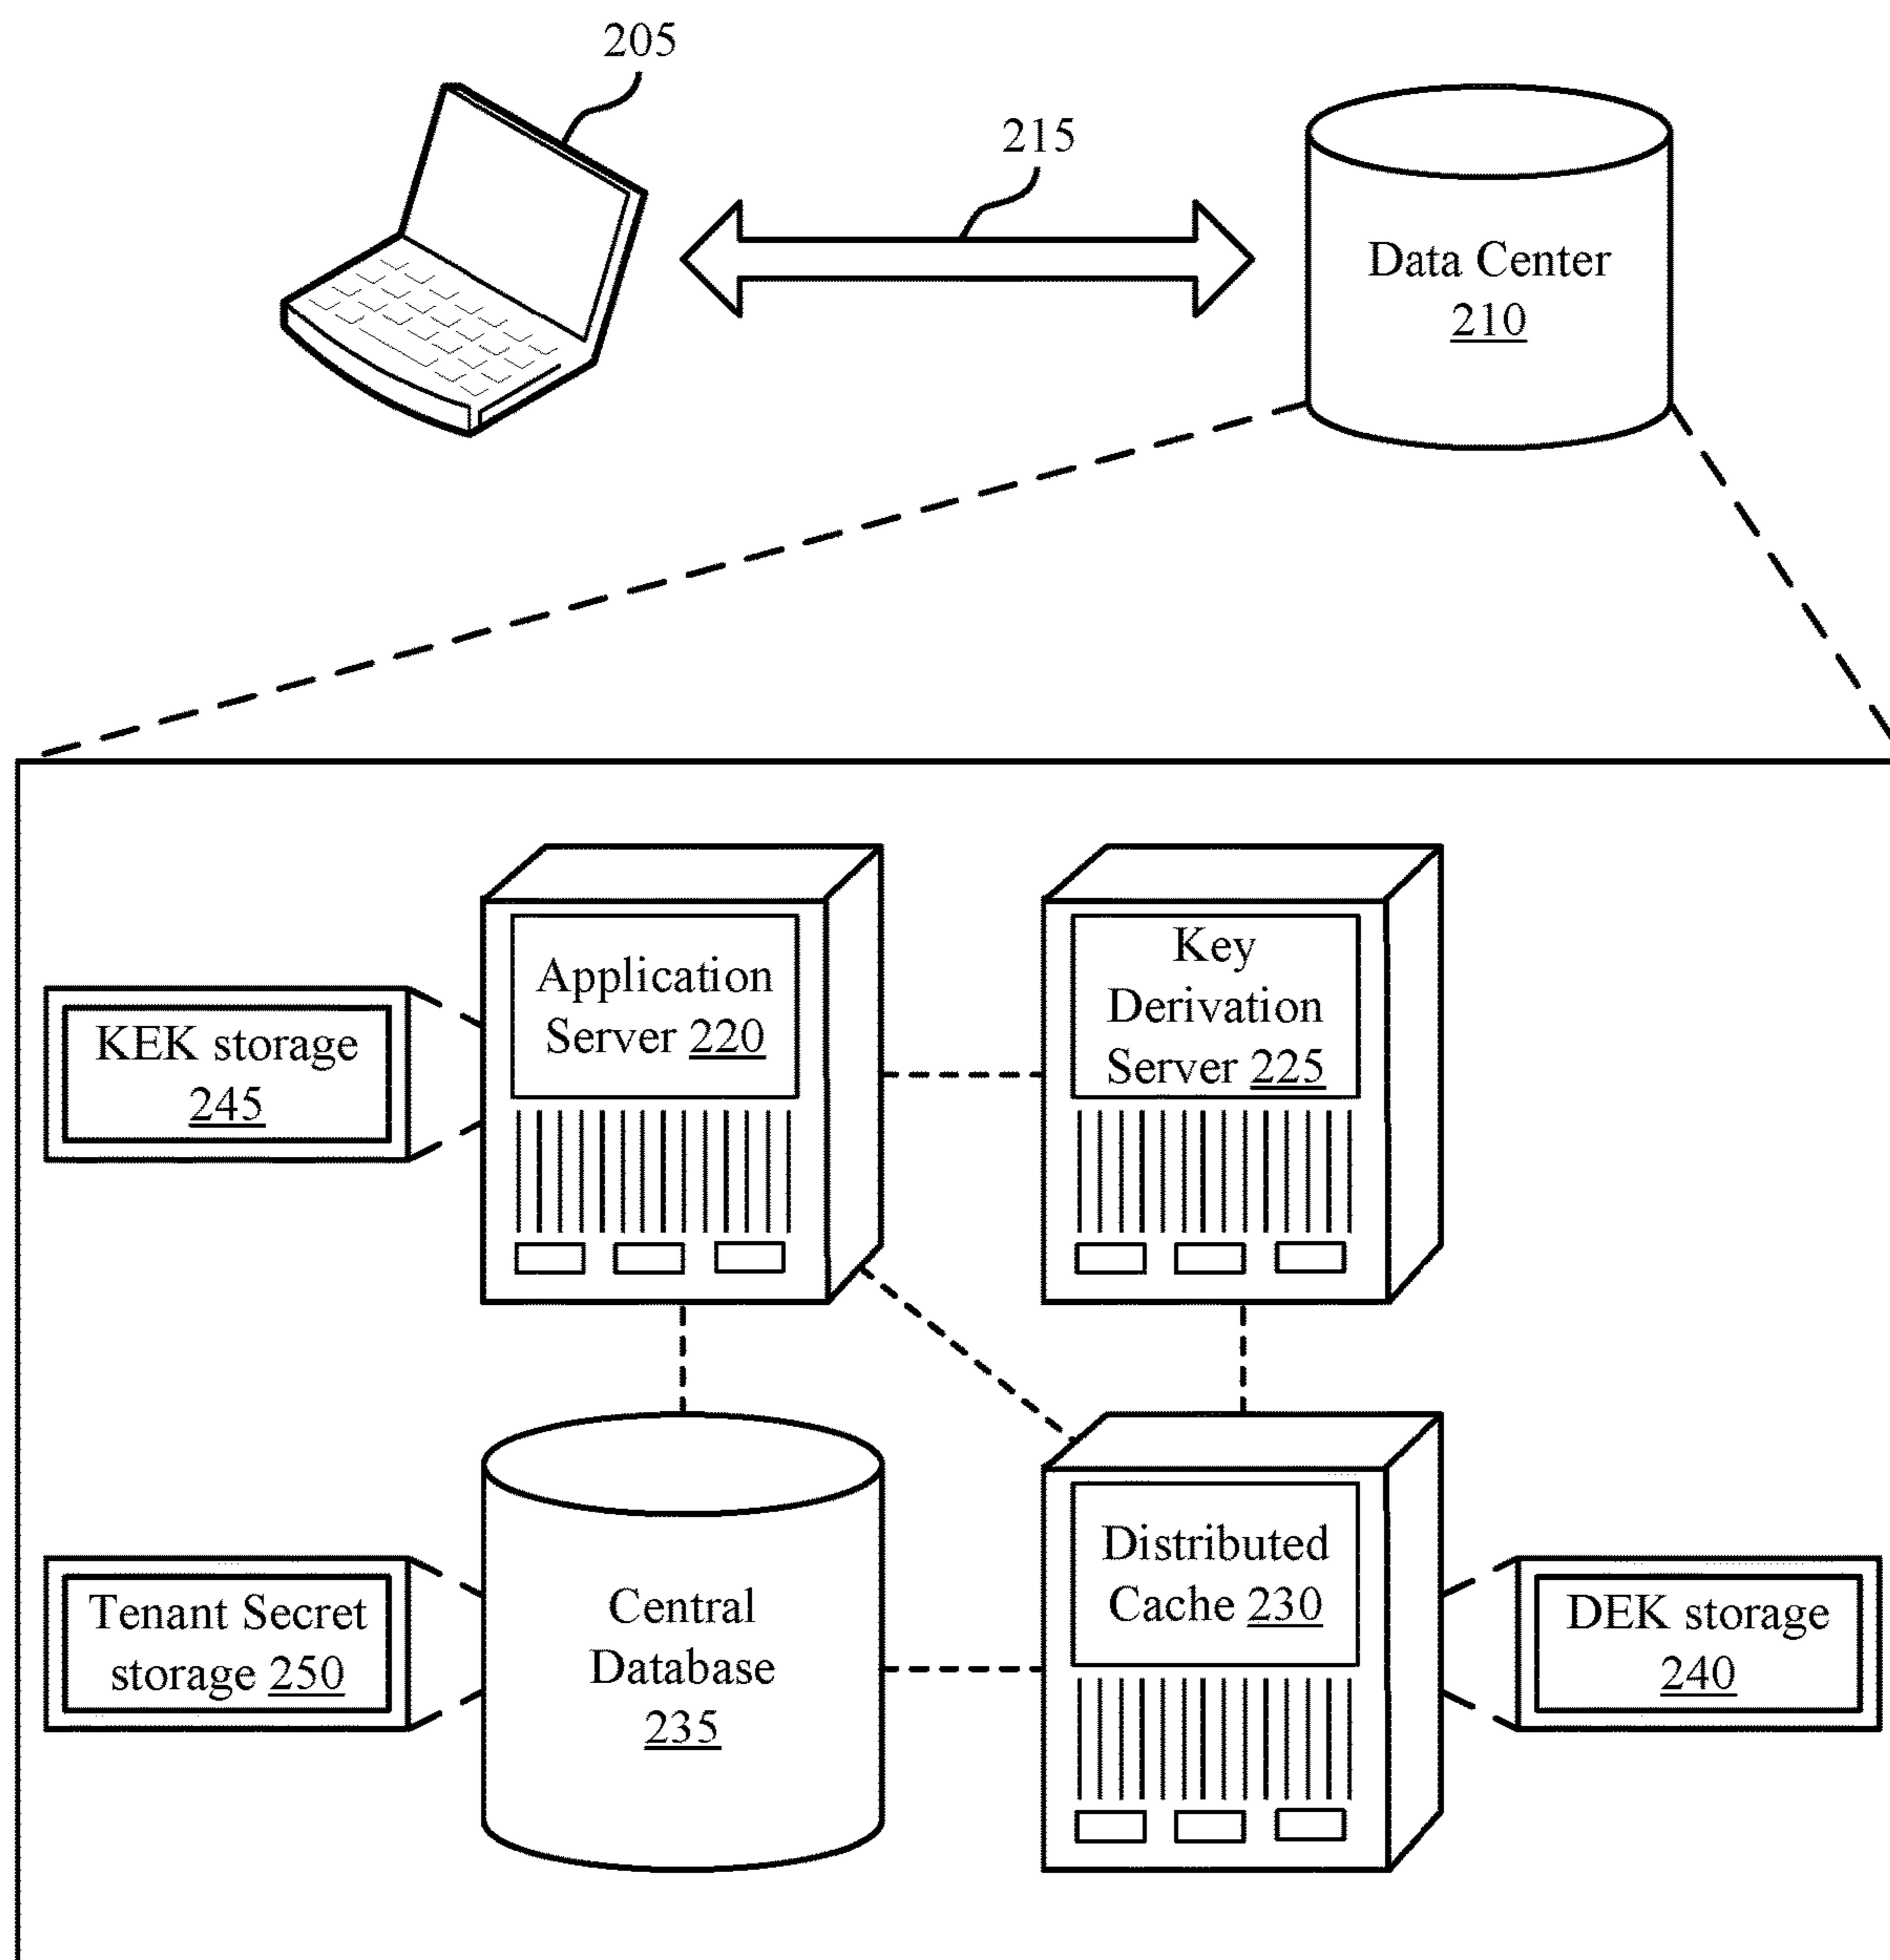 205
215
Data Center
210
Application
Server 220
Key
Derivation
Server 225
KEK storage
245
Tenant Secret
storage 250
Central
Database
235
Distributed
Cache 230
DEK storage
240